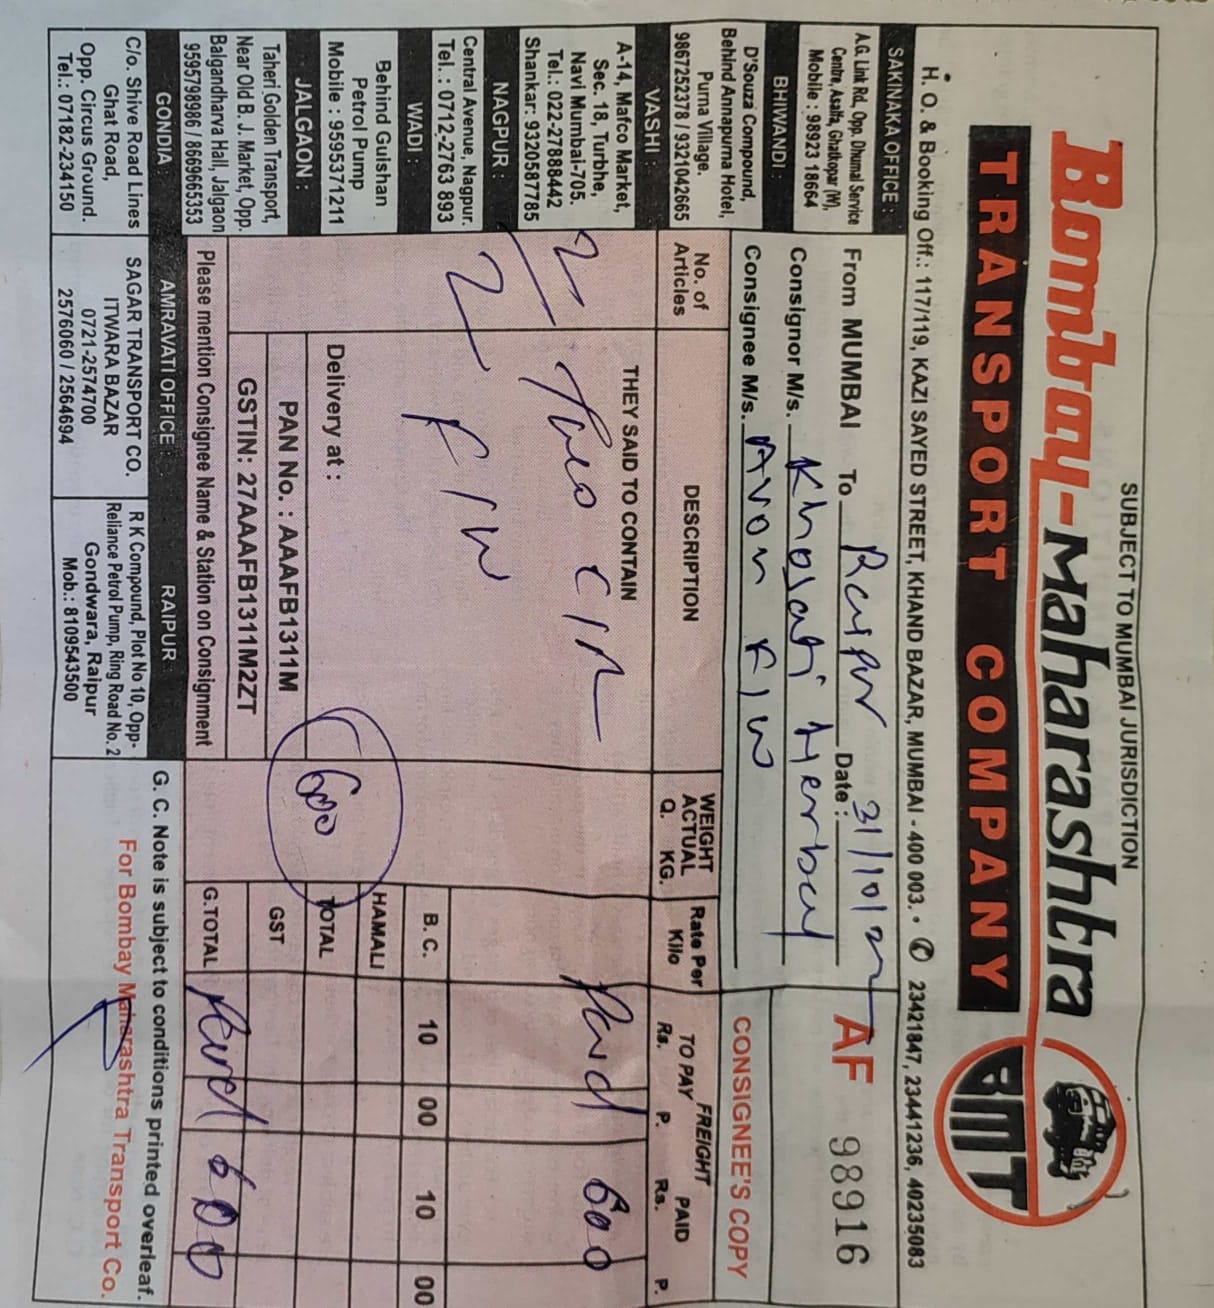 SUBJECT TO MUMBAI JURISDICTION
Bombay-Maharashtra
TRANSPORT COMPANY
BMT
H. O. & Booking Off.: 117/119, KAZI SAYED STREET, KHAND BAZAR, MUMBAI - 400 003. • ✆ 23421847, 23441236, 40235083
SAKINAKA OFFICE :
A.G. Link Rd., Opp. Dhunal Service
Centre, Asalfa, Ghatkopar (W),
Mobile : 98923 18664
BHIWANDI :
D'Souza Compound,
Behind Annapurna Hotel,
Purna Village.
9867252378 / 9321042665
VASHI :
A-14, Mafco Market,
Sec. 18, Turbhe,
Navi Mumbai-705.
Tel.: 022-27888442
Shankar: 9320587785
NAGPUR :
Central Avenue, Nagpur.
Tel. : 0712-2763 893
WADI :
Behind Gulshan
Petrol Pump
Mobile : 9595371211
JALGAON :
Taheri Golden Transport,
Near Old B. J. Market, Opp.
Balgandharva Hall, Jalgaon
9595798986 / 8669665353
GONDIA :
C/o. Shive Road Lines
Ghat Road,
Opp. Circus Ground.
Tel.: 07182-234150
From MUMBAI To Raipur Date : 31/10/22
AF 98916
Consignor M/s. Kholati Herbal
Consignee M/s. Avon F/W
CONSIGNEE'S COPY
No. of Articles
DESCRIPTION
THEY SAID TO CONTAIN
WEIGHT ACTUAL Q. KG.
Rate Per Kilo
FREIGHT
TO PAY PAID
Rs. P. Rs. P.
2 Two C/R
Paid 600
2 F/W
B. C. 10 00 10 00
HAMALI
Delivery at :
600
TOTAL
PAN No. : AAAFB1311M
GST
GSTIN: 27AAAFB1311M2ZT
G.TOTAL Paid 600
Please mention Consignee Name & Station on Consignment
AMRAVATI OFFICE :
SAGAR TRANSPORT CO.
ITWARA BAZAR
0721-2574700
2576060 / 2564694
RAIPUR :
R K Compound, Plot No 10, Opp-
Reliance Petrol Pump, Ring Road No. 2
Gondwara, Raipur
Mob.: 8109543500
G. C. Note is subject to conditions printed overleaf.
For Bombay Maharashtra Transport Co.